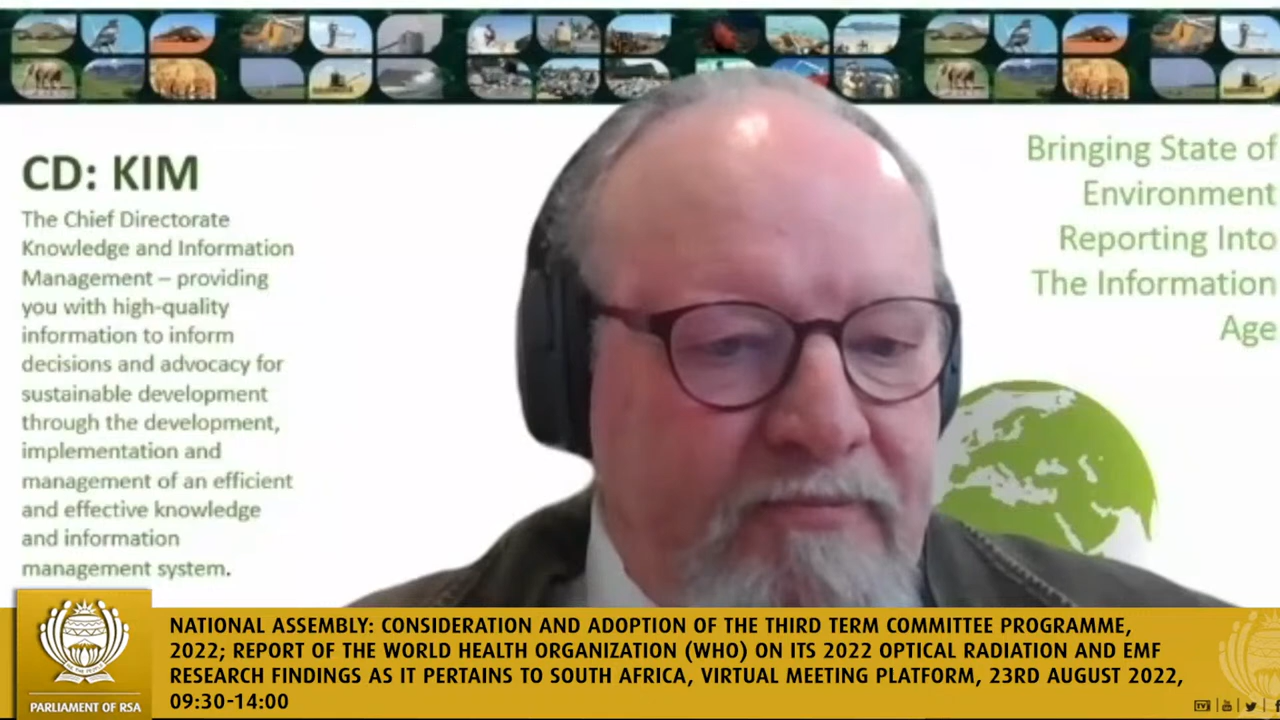 CD: KIM
The Chief Directorate
Knowledge and Information
Management – providing
you with high-quality
information to inform
decisions and advocacy for
sustainable development
through the development,
implementation and
management of an efficient
and effective knowledge
and information
management system.
Bringing State of
Environment
Reporting Into
The Information
Age
PARLIAMENT OF RSA
NATIONAL ASSEMBLY: CONSIDERATION AND ADOPTION OF THE THIRD TERM COMMITTEE PROGRAMME,
2022; REPORT OF THE WORLD HEALTH ORGANIZATION (WHO) ON ITS 2022 OPTICAL RADIATION AND EMF
RESEARCH FINDINGS AS IT PERTAINS TO SOUTH AFRICA, VIRTUAL MEETING PLATFORM, 23RD AUGUST 2022,
09:30-14:00